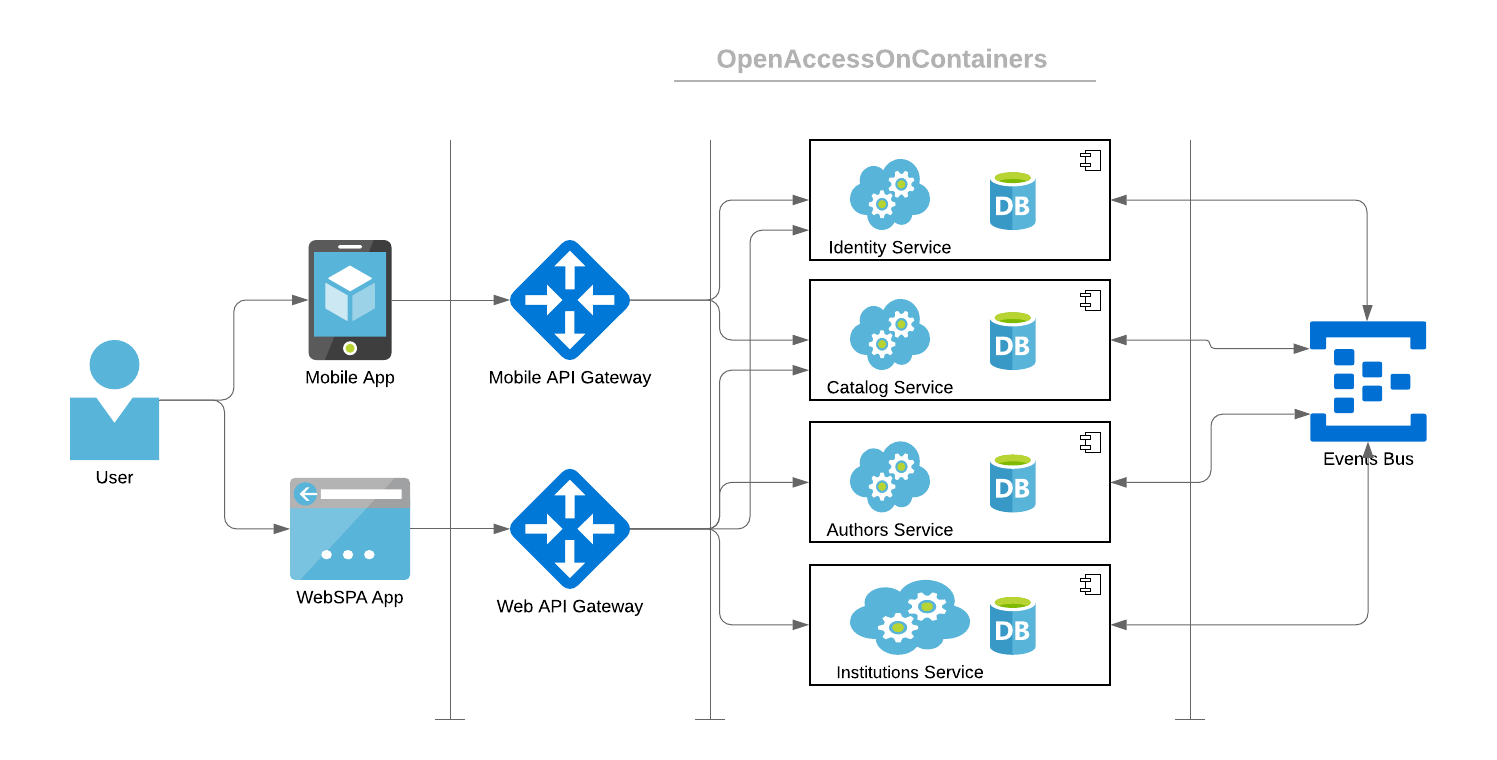 OpenAccessOnContainers
DB
Identity Service
DB
Mobile App
Mobile API Gateway
Catalog Service
User
Events Bus
DB
Authors Service
WebSPA App
Web API Gateway
DB
Institutions Service